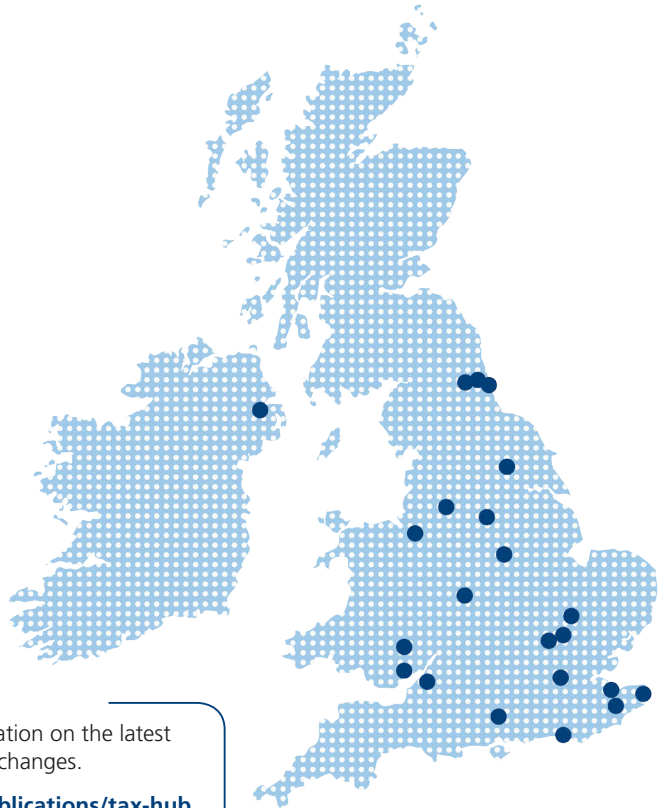 ation on the latest
changes.
blications/tax-hub